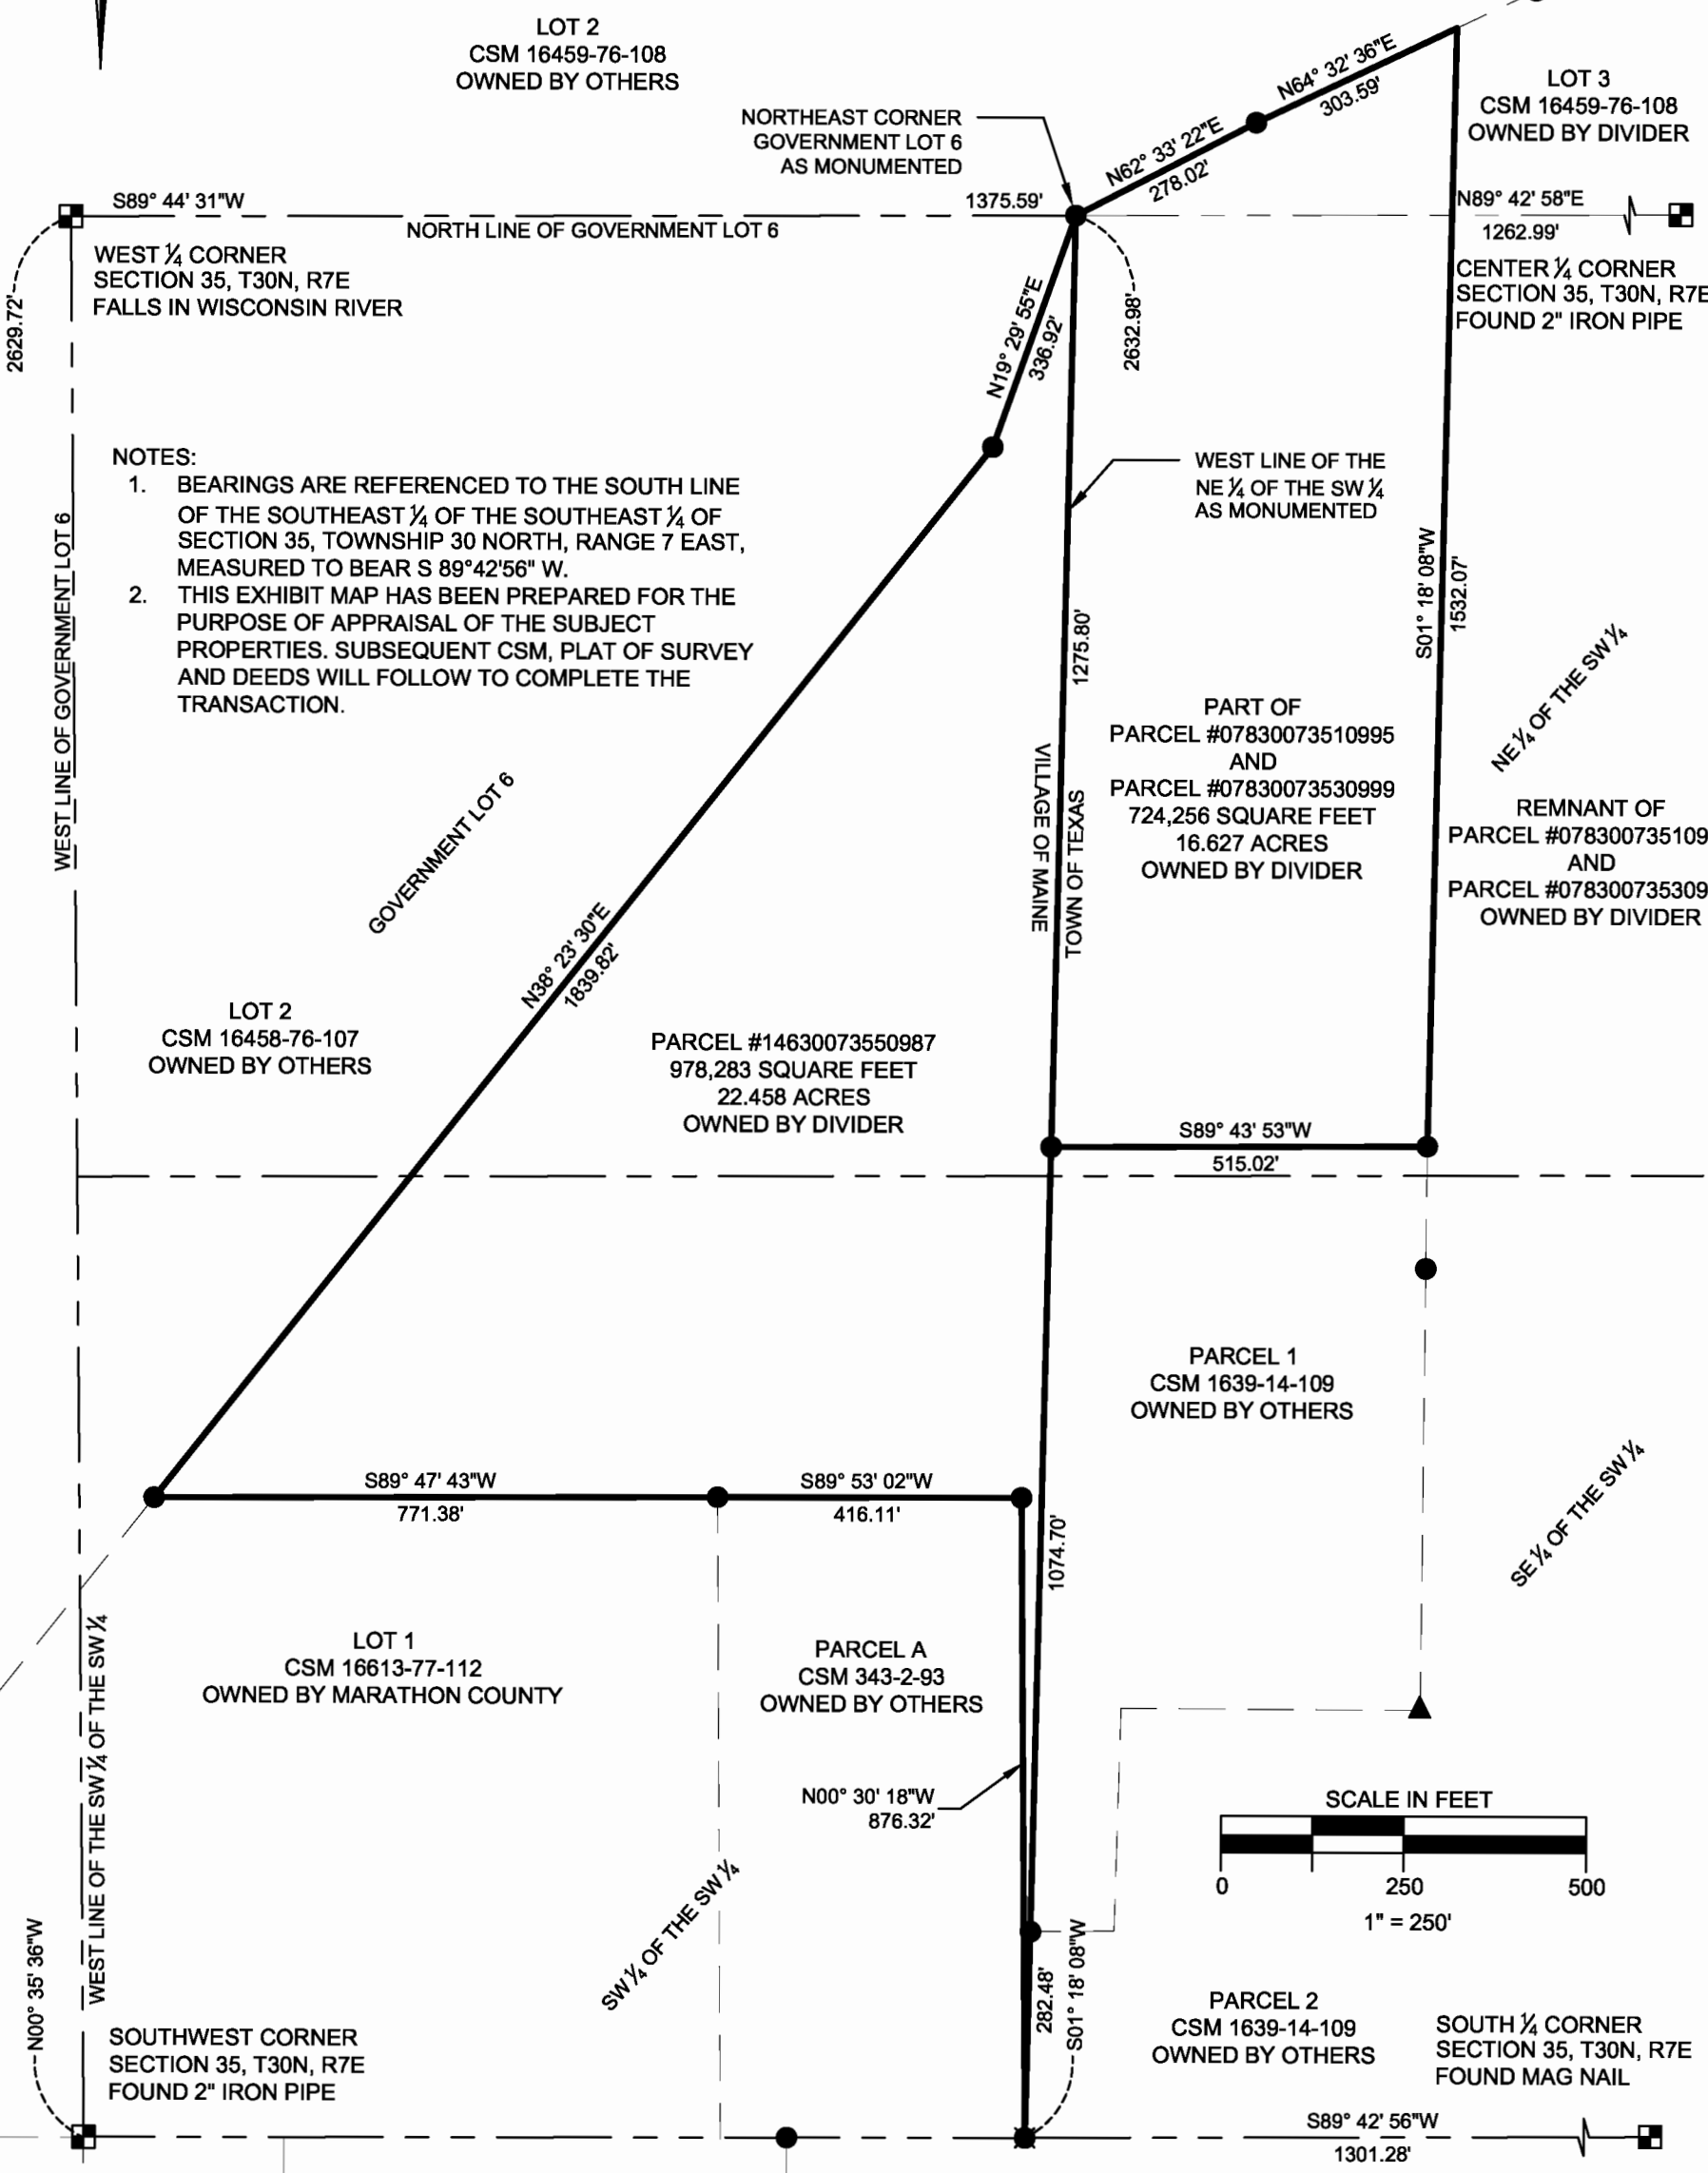 LOT 2
CSM 16459-76-108
OWNED BY OTHERS
NORTHEAST CORNER
GOVERNMENT LOT 6
AS MONUMENTED
N64° 32' 36"E
303.59'
N62° 33' 22"E
278.02'
LOT 3
CSM 16459-76-108
OWNED BY DIVIDER
S89° 44' 31"W
1375.59'
NORTH LINE OF GOVERNMENT LOT 6
N89° 42' 58"E
1262.99'
WEST ¼ CORNER
SECTION 35, T30N, R7E
FALLS IN WISCONSIN RIVER
2629.72'
CENTER ¼ CORNER
SECTION 35, T30N, R7E
FOUND 2" IRON PIPE
N19° 29' 55"E
336.92'
2632.98'
NOTES:
1. BEARINGS ARE REFERENCED TO THE SOUTH LINE
OF THE SOUTHEAST ¼ OF THE SOUTHEAST ¼ OF
SECTION 35, TOWNSHIP 30 NORTH, RANGE 7 EAST,
MEASURED TO BEAR S 89°42'56" W.
2. THIS EXHIBIT MAP HAS BEEN PREPARED FOR THE
PURPOSE OF APPRAISAL OF THE SUBJECT
PROPERTIES. SUBSEQUENT CSM, PLAT OF SURVEY
AND DEEDS WILL FOLLOW TO COMPLETE THE
TRANSACTION.
WEST LINE OF THE
NE ¼ OF THE SW ¼
AS MONUMENTED
WEST LINE OF GOVERNMENT LOT 6
S01° 18' 08"W
1532.07'
1275.80'
NE ¼ OF THE SW ¼
PART OF
PARCEL #07830073510995
AND
PARCEL #07830073530999
724,256 SQUARE FEET
16.627 ACRES
OWNED BY DIVIDER
VILLAGE OF MAINE
TOWN OF TEXAS
REMNANT OF
PARCEL #078300735109
AND
PARCEL #078300735309
OWNED BY DIVIDER
GOVERNMENT LOT 6
N38° 23' 30"E
1839.82'
LOT 2
CSM 16458-76-107
OWNED BY OTHERS
PARCEL #14630073550987
978,283 SQUARE FEET
22.458 ACRES
OWNED BY DIVIDER
S89° 43' 53"W
515.02'
PARCEL 1
CSM 1639-14-109
OWNED BY OTHERS
S89° 47' 43"W
771.38'
S89° 53' 02"W
416.11'
1074.70'
SE ¼ OF THE SW ¼
LOT 1
CSM 16613-77-112
OWNED BY MARATHON COUNTY
PARCEL A
CSM 343-2-93
OWNED BY OTHERS
WEST LINE OF THE SW ¼ OF THE SW ¼
N00° 30' 18"W
876.32'
SCALE IN FEET
0 250 500
1" = 250'
SW ¼ OF THE SW ¼
N00° 35' 36"W
282.48'
S01° 18' 08"W
SOUTHWEST CORNER
SECTION 35, T30N, R7E
FOUND 2" IRON PIPE
PARCEL 2
CSM 1639-14-109
OWNED BY OTHERS
SOUTH ¼ CORNER
SECTION 35, T30N, R7E
FOUND MAG NAIL
S89° 42' 56"W
1301.28'